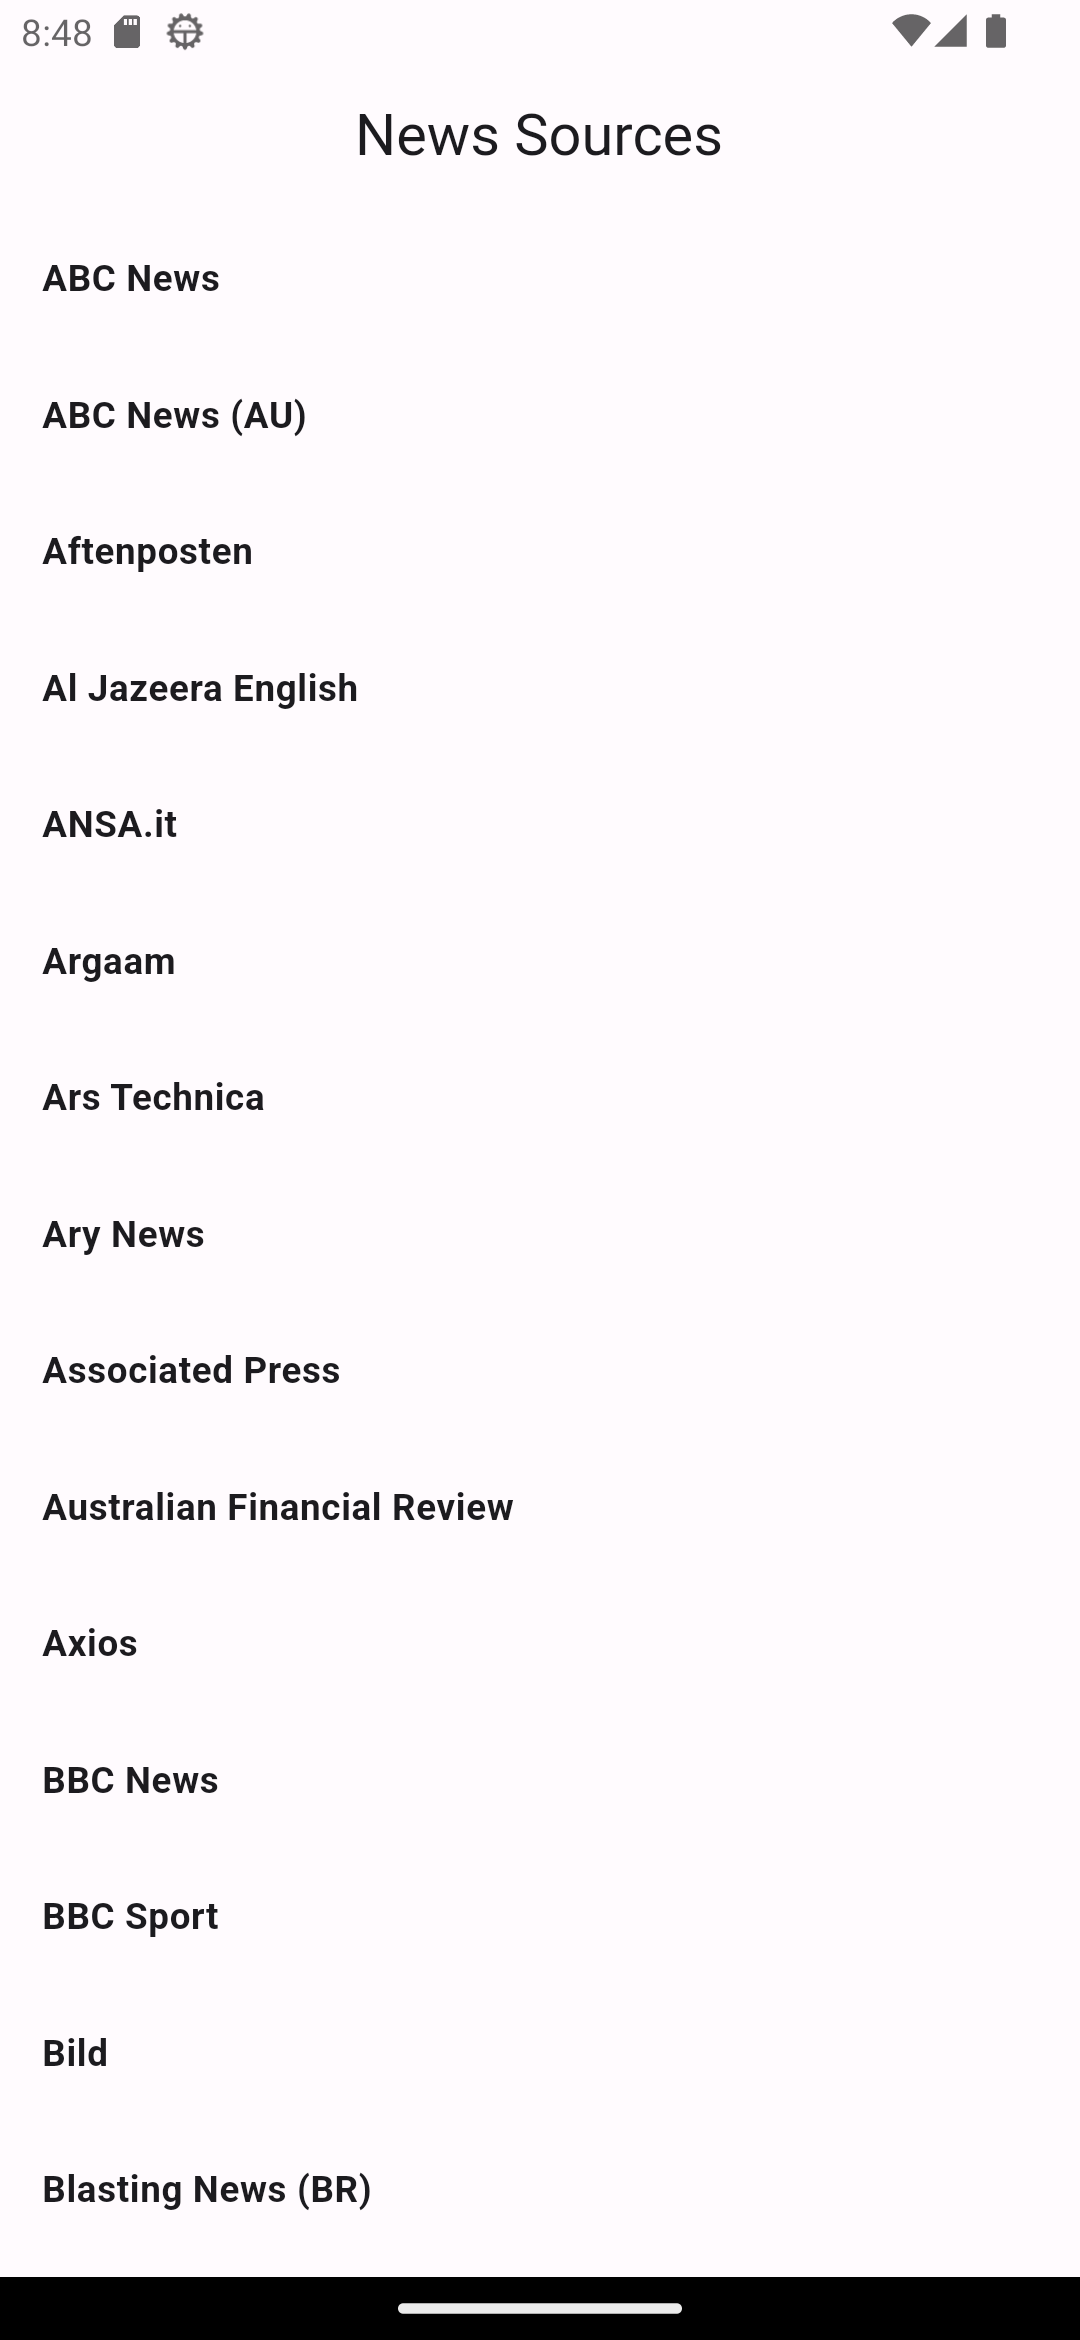 8:48
News Sources
ABC News
ABC News (AU)
Aftenposten
Al Jazeera English
ANSA.it
Argaam
Ars Technica
Ary News
Associated Press
Australian Financial Review
Axios
BBC News
BBC Sport
Bild
Blasting News (BR)